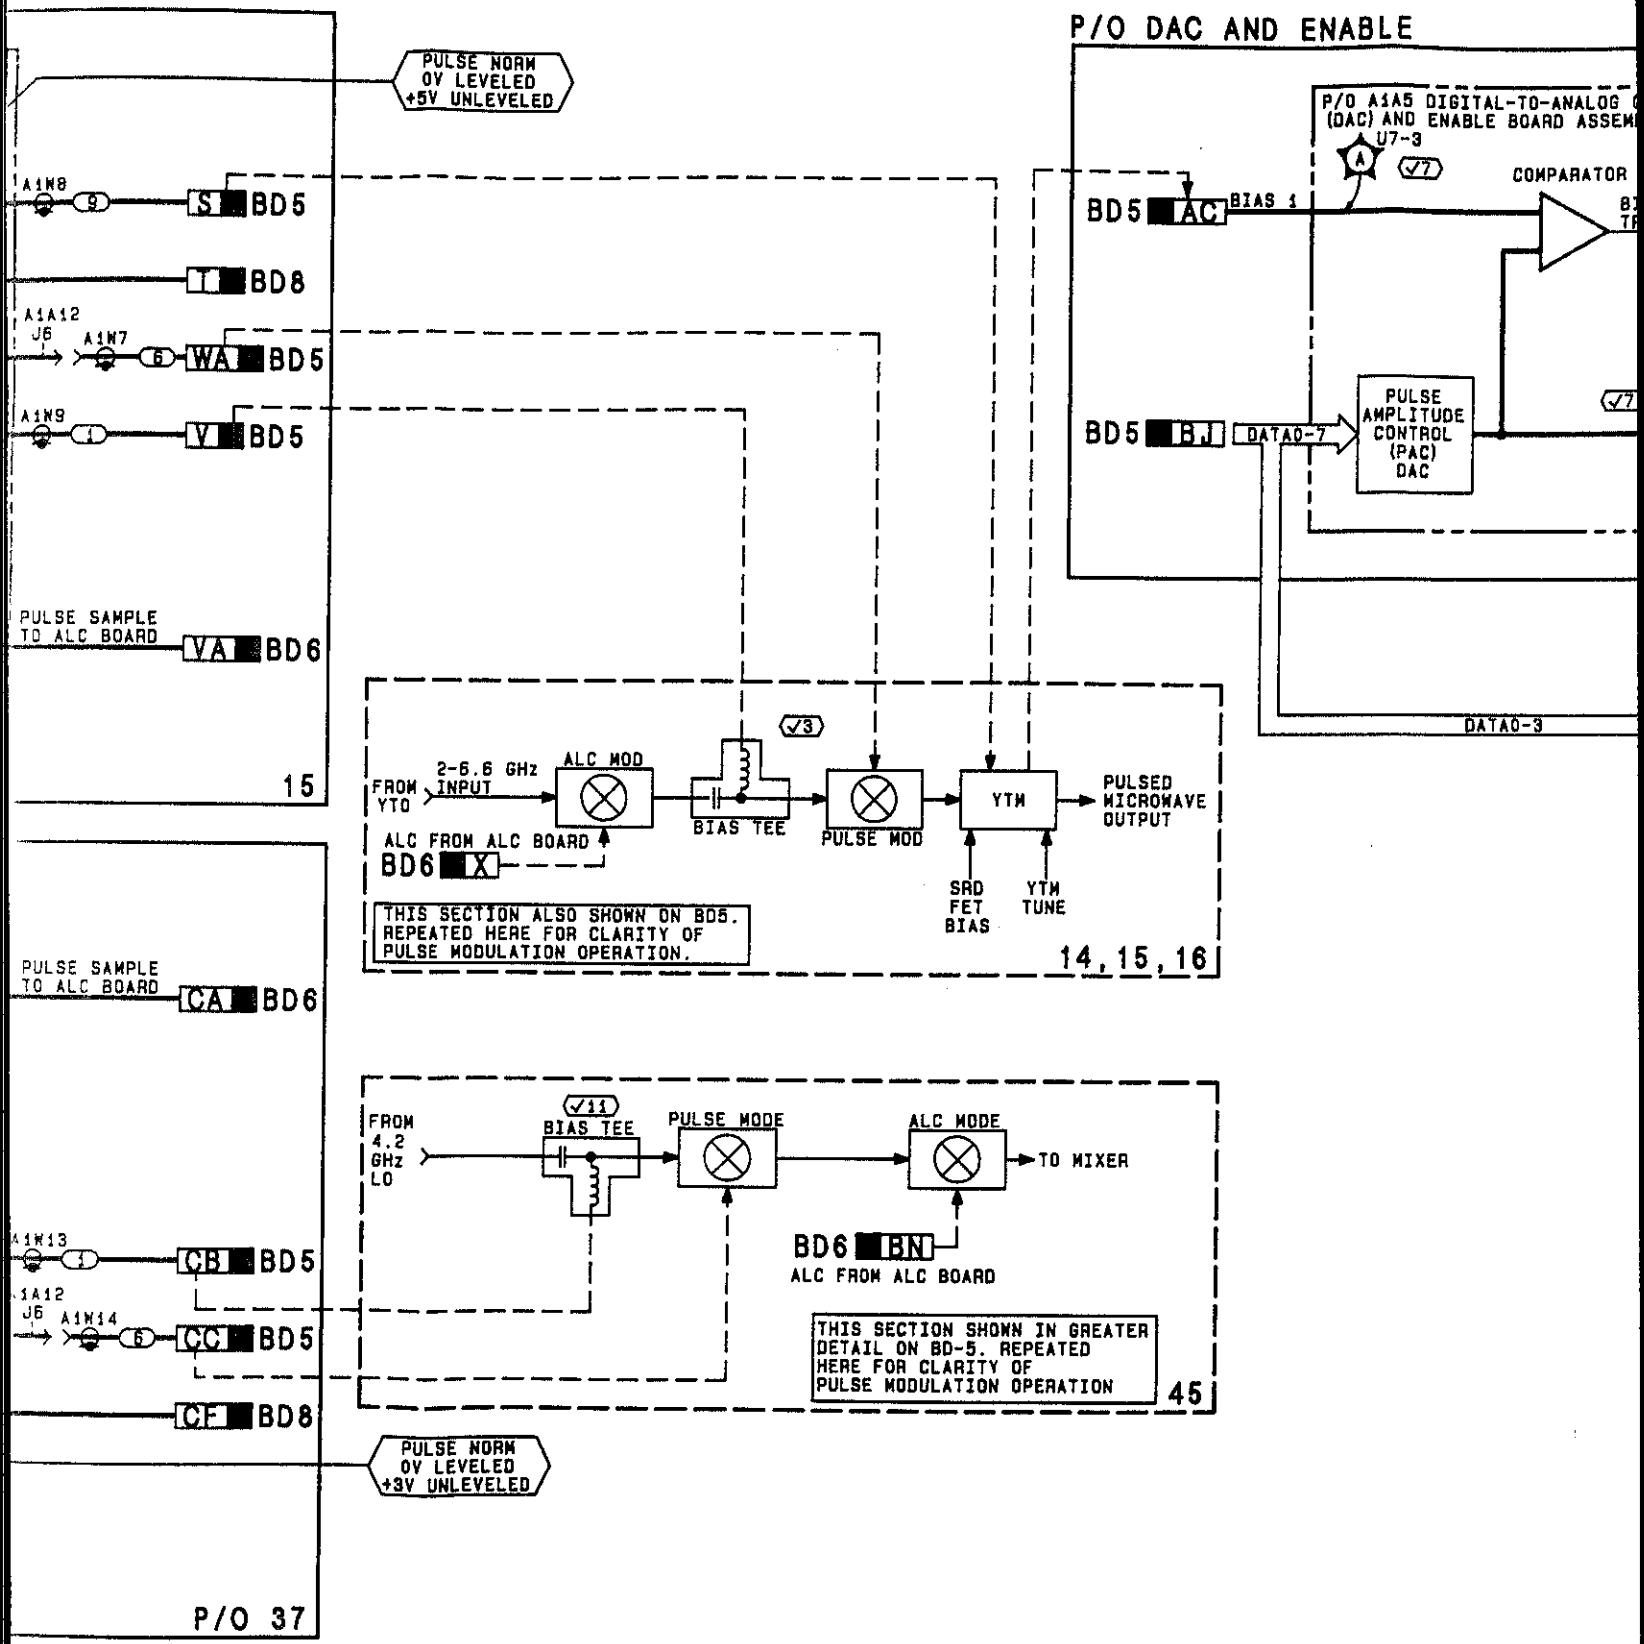 P/O DAC AND ENABLE
PULSE NORM
0V LEVELED
+5V UNLEVELED
P/O A1A5 DIGITAL-TO-ANALOG
(DAC) AND ENABLE BOARD
U7-3
A
√7
COMPARATOR
A1W8
9
S
BD5
BD5
AC
BIAS 1
T
BD8
A1A12
J6
A1W7
6
WA
BD5
A1W9
1
V
BD5
BD5
BJ
DATA0-7
PULSE
AMPLITUDE
CONTROL
(PAC)
DAC
√7
PULSE SAMPLE
TO ALC BOARD
VA
BD6
DATA0-3
15
√3
ALC MOD
2-6.6 GHz
INPUT
FROM
YTO
BIAS TEE
PULSE MOD
YTM
PULSED
MICROWAVE
OUTPUT
ALC FROM ALC BOARD
BD6
X
SRD
FET
BIAS
YTM
TUNE
THIS SECTION ALSO SHOWN ON BD5.
REPEATED HERE FOR CLARITY OF
PULSE MODULATION OPERATION.
14,15,16
PULSE SAMPLE
TO ALC BOARD
CA
BD6
FROM
4.2
GHz
LO
√11
BIAS TEE
PULSE MODE
ALC MODE
TO MIXER
BD6
BN
ALC FROM ALC BOARD
A1W13
1
CB
BD5
1A12
J6
A1W14
6
CC
BD5
THIS SECTION SHOWN IN GREATER
DETAIL ON BD-5. REPEATED
HERE FOR CLARITY OF
PULSE MODULATION OPERATION
45
CF
BD8
PULSE NORM
0V LEVELED
+3V UNLEVELED
P/O 37